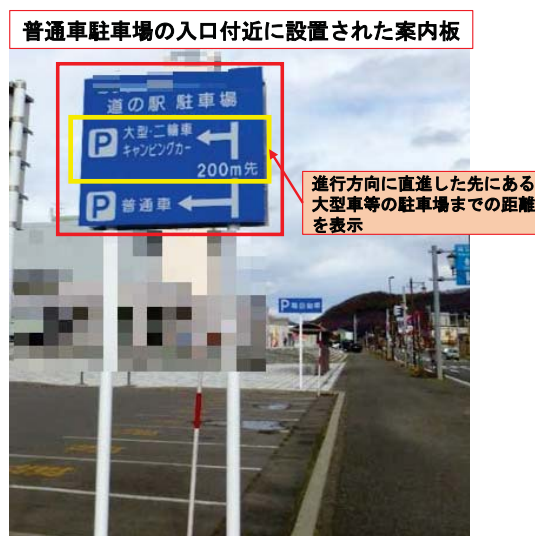 普通車駐車場の入口付近に設置された案内板
道の駅 駐車場
P 大型・二輪車
キャンピングカー
200m先
P 普通車
進行方向に直進した先にある
大型車等の駐車場までの距離
を表示
P